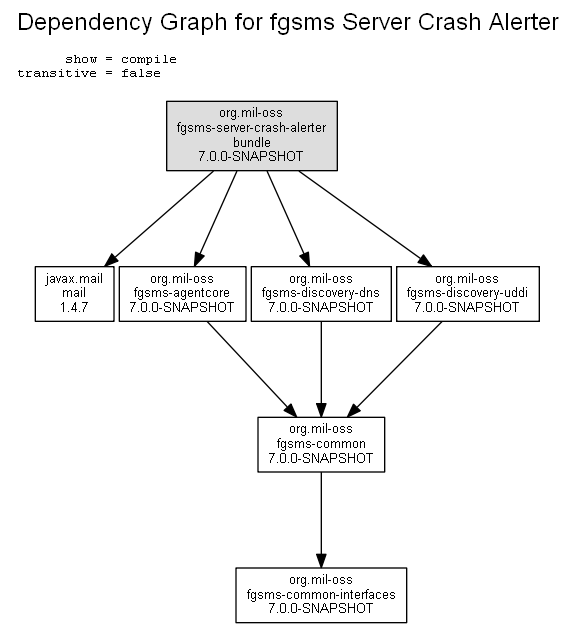 Dependency Graph for fgsms Server Crash Alerter
show = compile
transitive = false
org.mil-oss
fgsms-server-crash-alerter
bundle
7.0.0-SNAPSHOT
javax.mail
mail
1.4.7
org.mil-oss
fgsms-agentcore
7.0.0-SNAPSHOT
org.mil-oss
fgsms-discovery-dns
7.0.0-SNAPSHOT
org.mil-oss
fgsms-discovery-uddi
7.0.0-SNAPSHOT
org.mil-oss
fgsms-common
7.0.0-SNAPSHOT
org.mil-oss
fgsms-common-interfaces
7.0.0-SNAPSHOT